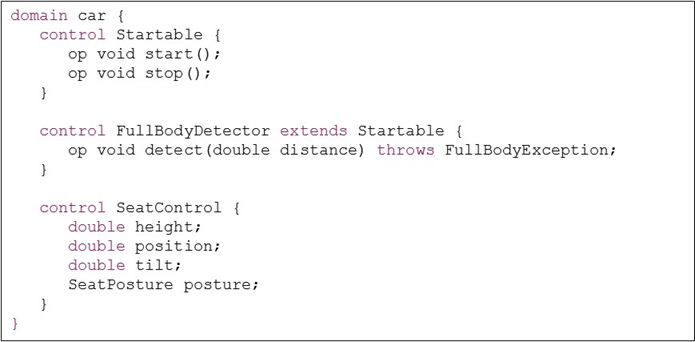 domain car {
   control Startable {
      op void start();
      op void stop();
   }

   control FullBodyDetector extends Startable {
      op void detect(double distance) throws FullBodyException;
   }

   control SeatControl {
      double height;
      double position;
      double tilt;
      SeatPosture posture;
   }
}